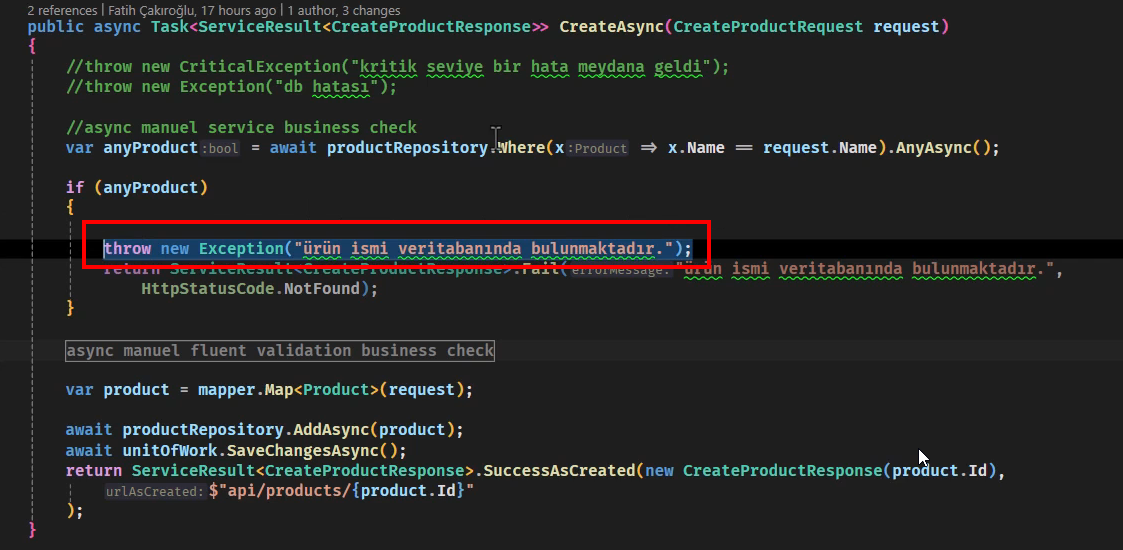 2 references | Fatih Çakıroğlu, 17 hours ago | 1 author, 3 changes
public async Task<ServiceResult<CreateProductResponse>> CreateAsync(CreateProductRequest request)
{
//throw new CriticalException("kritik seviye bir hata meydana geldi");
//throw new Exception("db hatası");
//async manuel service business check
var anyProduct:bool = await productRepository.Where(x:Product => x.Name == request.Name).AnyAsync();
if (anyProduct)
{
throw new Exception("ürün ismi veritabanında bulunmaktadır.");
return ServiceResult<CreateProductResponse>.Fail(errorMessage:"ürün ismi veritabanında bulunmaktadır.",
HttpStatusCode.NotFound);
}
async manuel fluent validation business check
var product = mapper.Map<Product>(request);
await productRepository.AddAsync(product);
await unitOfWork.SaveChangesAsync();
return ServiceResult<CreateProductResponse>.SuccessAsCreated(new CreateProductResponse(product.Id),
urlAsCreated:$"api/products/{product.Id}"
);
}